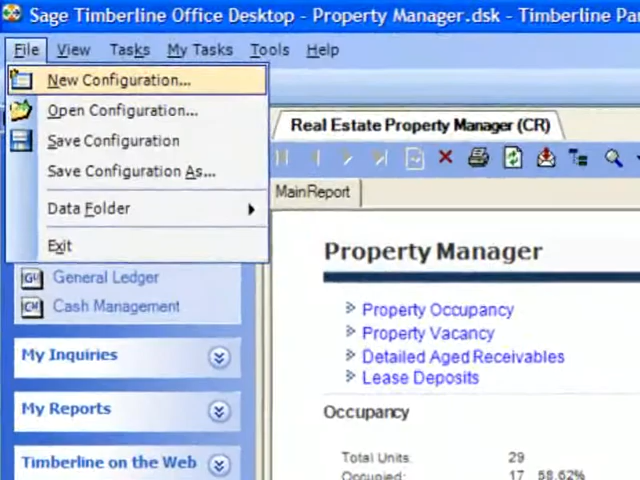 Sage Timberline Office Desktop - Property Manager.dsk - Timberline Pa
File View Tasks My Tasks Tools Help
New Configuration...
Open Configuration...
Save Configuration
Save Configuration As...
Data Folder
Exit
GL General Ledger
CM Cash Management
My Inquiries
My Reports
Timberline on the Web
Real Estate Property Manager (CR)
MainReport
Property Manager
Property Occupancy
Property Vacancy
Detailed Aged Receivables
Lease Deposits
Occupancy
Total Units: 29
Occupied: 17 58.62%